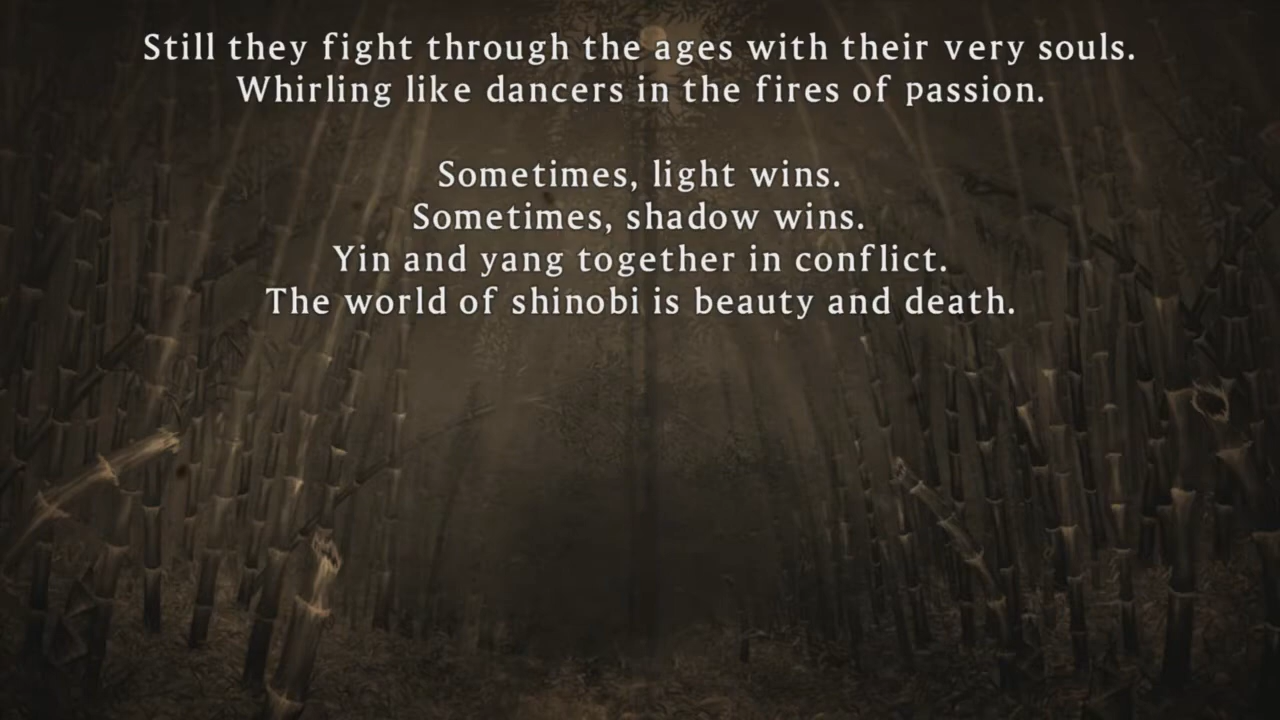 Still they fight through the ages with their very souls.
Whirling like dancers in the fires of passion.
Sometimes, light wins.
Sometimes, shadow wins.
Yin and yang together in conflict.
The world of shinobi is beauty and death.